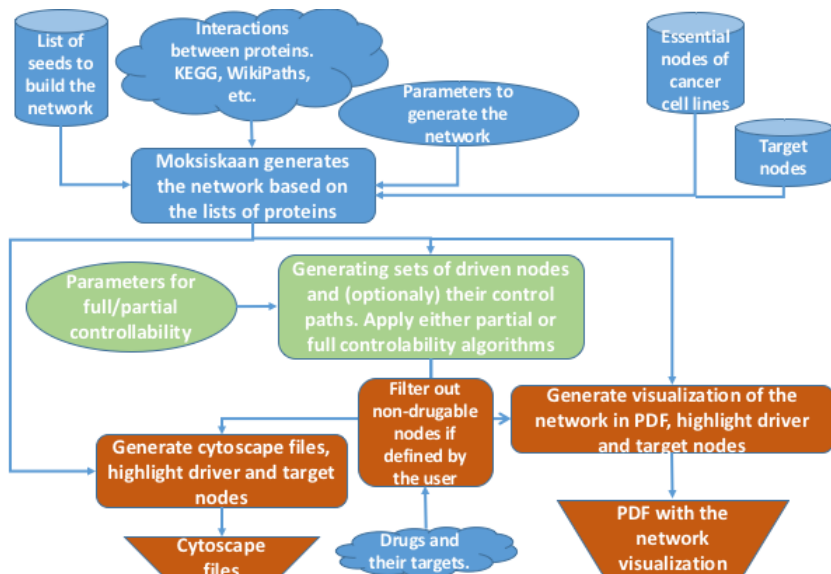 List of
seeds to
build the
network
Interactions
between proteins.
KEGG, WikiPaths,
etc.
Parameters to
generate the
network
Essential
nodes of
cancer
cell lines
Target
nodes
Moksiskaan generates
the network based on
the lists of proteins
Parameters for
full/partial
controllability
Generating sets of driven nodes
and (optionaly) their control
paths. Apply either partial or
full controlability algorithms
Filter out
non-drugable
nodes if
defined by
the user
Generate visualization of the
network in PDF, highlight driver
and target nodes
Generate cytoscape files,
highlight driver and target
nodes
Drugs and
their targets.
Cytoscape
files
PDF with the
network
visualization